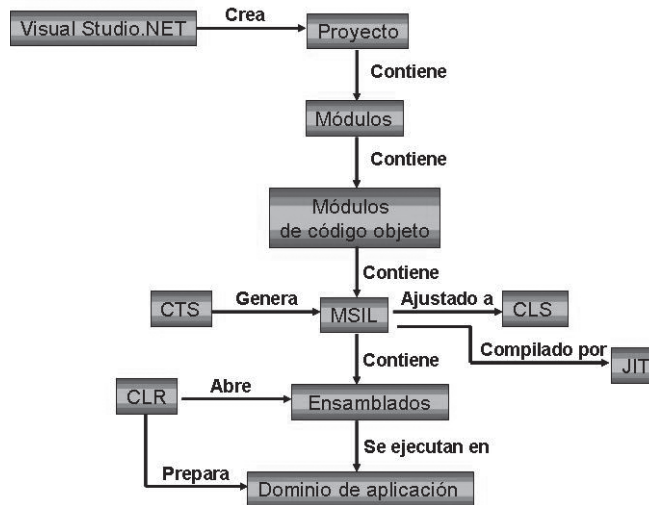 Crea
Visual Studio.NET
Proyecto
Contiene
Módulos
Contiene
Módulos
de código objeto
Contiene
CTS
Genera
MSIL
Ajustado a
CLS
Compilado por
JIT
Contiene
CLR
Abre
Ensamblados
Se ejecutan en
Prepara
Dominio de aplicación